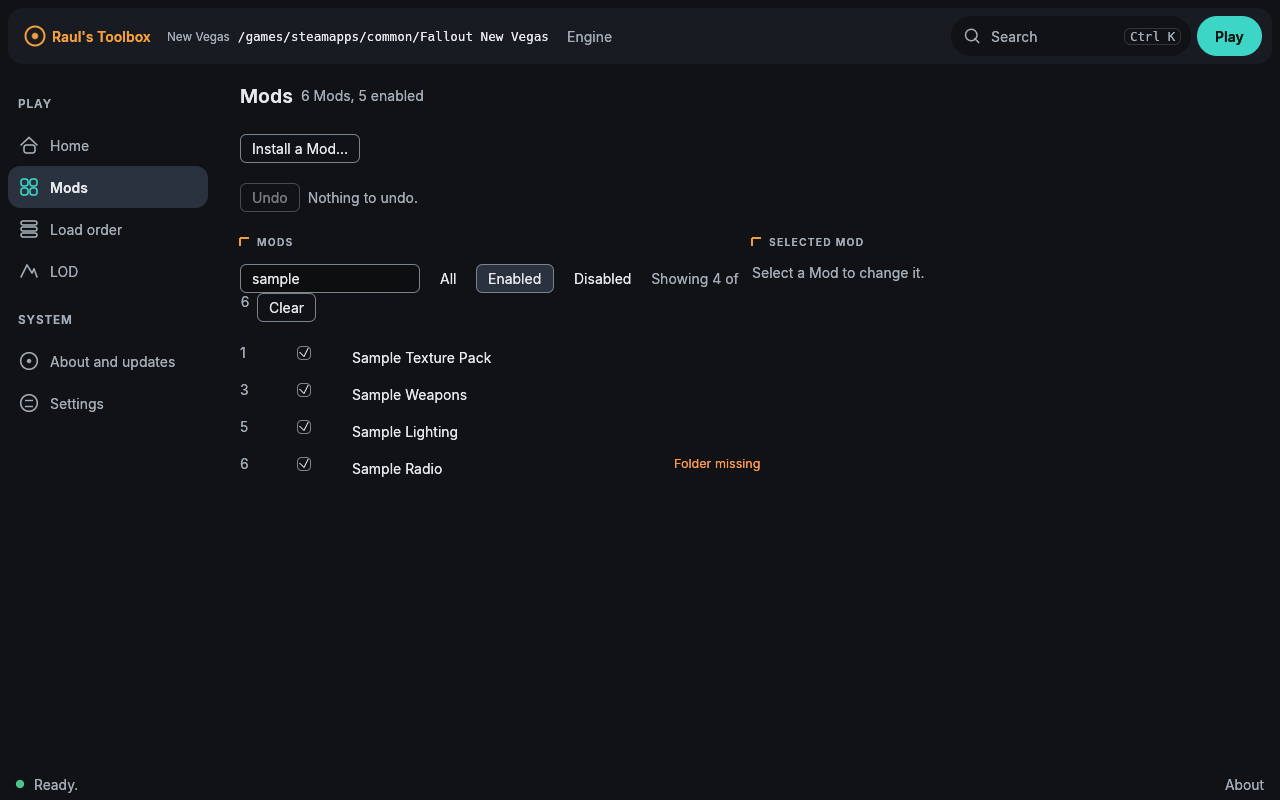 Raul's Toolbox New Vegas /games/steamapps/common/Fallout New Vegas Engine Search Ctrl K Play
PLAY
Home
Mods
Load order
LOD
SYSTEM
About and updates
Settings
Mods 6 Mods, 5 enabled
Install a Mod...
Undo Nothing to undo.
MODS
sample All Enabled Disabled Showing 4 of
6 Clear
1 Sample Texture Pack
3 Sample Weapons
5 Sample Lighting
6 Sample Radio Folder missing
SELECTED MOD
Select a Mod to change it.
Ready.
About